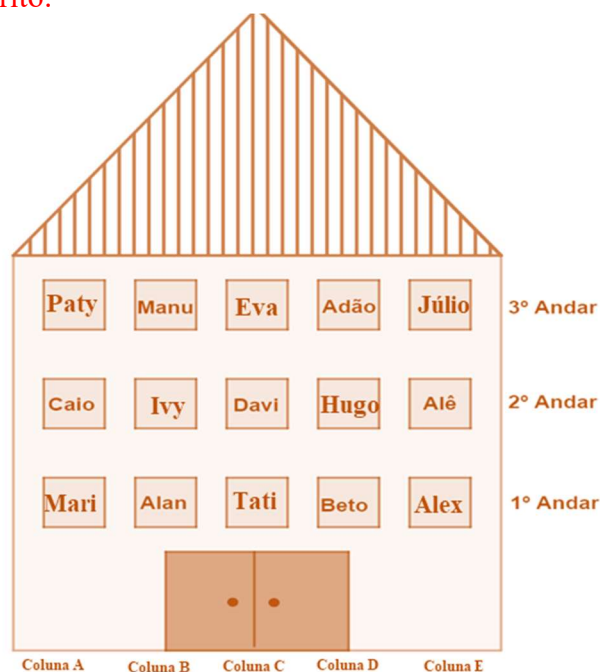 Paty Manu Eva Adão Júlio 3º Andar
Caio Ivy Davi Hugo Alê 2º Andar
Mari Alan Tati Beto Alex 1º Andar
Coluna A Coluna B Coluna C Coluna D Coluna E